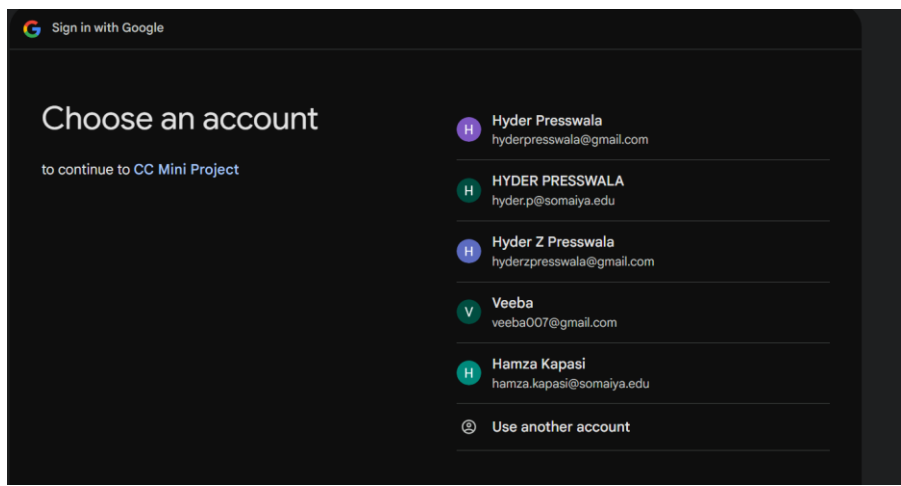 Sign in with Google
Choose an account
to continue to CC Mini Project
H
Hyder Presswala
hyderpresswala@gmail.com
H
HYDER PRESSWALA
hyder.p@somaiya.edu
H
Hyder Z Presswala
hyderzpresswala@gmail.com
V
Veeba
veeba007@gmail.com
H
Hamza Kapasi
hamza.kapasi@somaiya.edu
Use another account